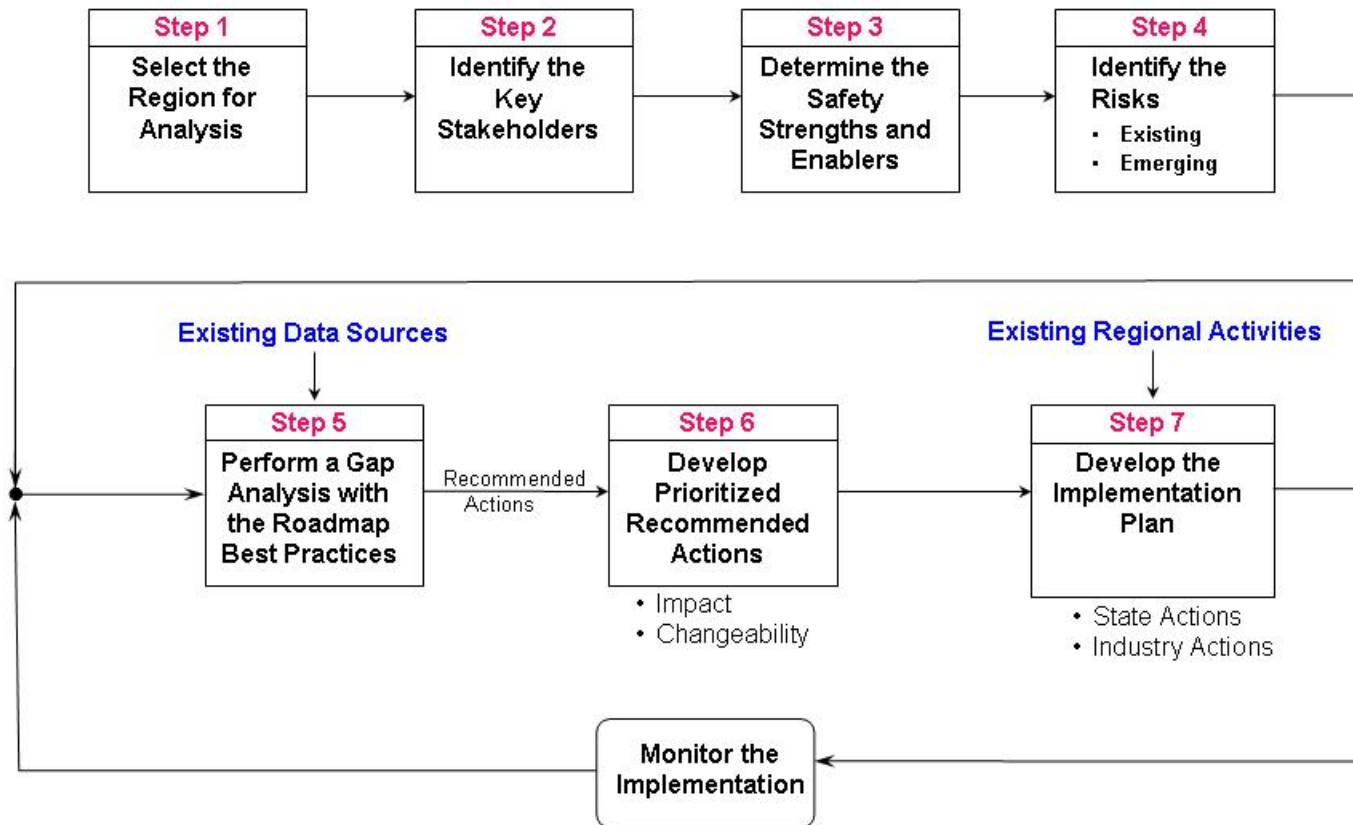 Step 1
Select the
Region for
Analysis
Step 2
Identify the
Key
Stakeholders
Step 3
Determine the
Safety
Strengths and
Enablers
Step 4
Identify the
Risks
▪ Existing
▪ Emerging
Existing Data Sources
Existing Regional Activities
Step 5
Perform a Gap
Analysis with
the Roadmap
Best Practices
Recommended
Actions
Step 6
Develop
Prioritized
Recommended
Actions
• Impact
• Changeability
Step 7
Develop the
Implementation
Plan
• State Actions
• Industry Actions
Monitor the
Implementation